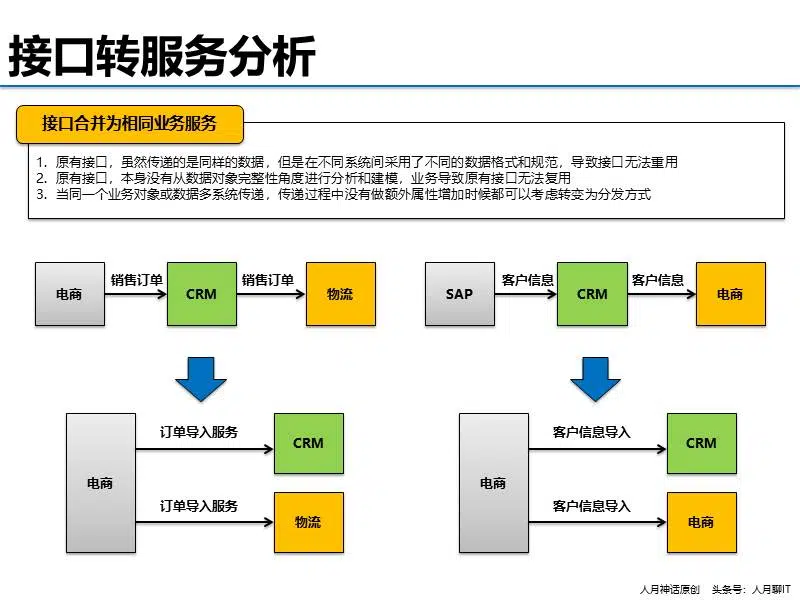 接口转服务分析
接口合并为相同业务服务
1. 原有接口，虽然传递的是同样的数据，但是在不同系统间采用了不同的数据格式和规范，导致接口无法重用
2. 原有接口，本身没有从数据对象完整性角度进行分析和建模，业务导致原有接口无法复用
3. 当同一个业务对象或数据多系统传递，传递过程中没有做额外属性增加时候都可以考虑转变为分发方式
电商
销售订单
CRM
销售订单
物流
SAP
客户信息
CRM
客户信息
电商
电商
订单导入服务
CRM
订单导入服务
物流
电商
客户信息导入
CRM
客户信息导入
电商
人月神话原创 头条号：人月聊IT